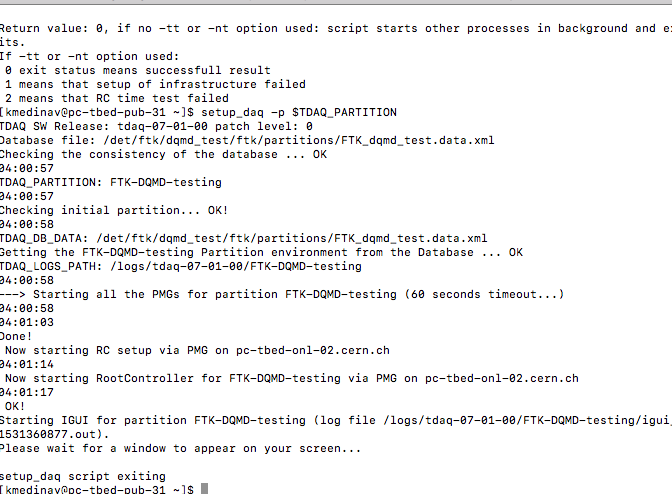 Return value: 0, if no -tt or -nt option used: script starts other processes in background and ex
its.
If -tt or -nt option used:
0 exit status means successfull result
1 means that setup of infrastructure failed
2 means that RC time test failed
[kmedinav@pc-tbed-pub-31 ~]$ setup_daq -p $TDAQ_PARTITION
TDAQ SW Release: tdaq-07-01-00 patch level: 0
Database file: /det/ftk/dqmd_test/ftk/partitions/FTK_dqmd_test.data.xml
Checking the consistency of the database ... OK
04:00:57
TDAQ_PARTITION: FTK-DQMD-testing
04:00:57
Checking initial partition... OK!
04:00:58
TDAQ_DB_DATA: /det/ftk/dqmd_test/ftk/partitions/FTK_dqmd_test.data.xml
Getting the FTK-DQMD-testing Partition environment from the Database ... OK
TDAQ_LOGS_PATH: /logs/tdaq-07-01-00/FTK-DQMD-testing
04:00:58
---> Starting all the PMGs for partition FTK-DQMD-testing (60 seconds timeout...)
04:00:58
04:01:03
Done!
Now starting RC setup via PMG on pc-tbed-onl-02.cern.ch
04:01:14
Now starting RootController for FTK-DQMD-testing via PMG on pc-tbed-onl-02.cern.ch
04:01:17
OK!
Starting IGUI for partition FTK-DQMD-testing (log file /logs/tdaq-07-01-00/FTK-DQMD-testing/igui_
1531360877.out).
Please wait for a window to appear on your screen...
setup_daq script exiting
[kmedinav@pc-tbed-pub-31 ~]$